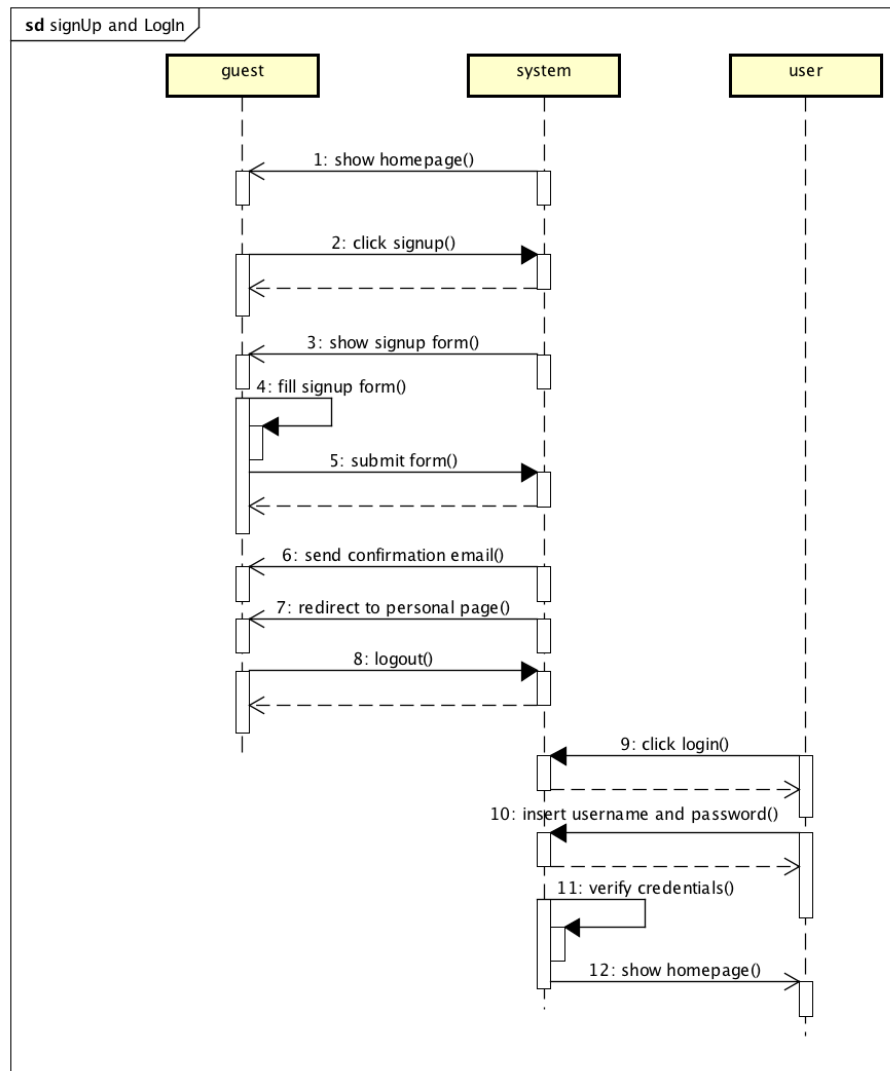 sd signUp and LogIn
guest
system
user
1: show homepage()
2: click signup()
3: show signup form()
4: fill signup form()
5: submit form()
6: send confirmation email()
7: redirect to personal page()
8: logout()
9: click login()
10: insert username and password()
11: verify credentials()
12: show homepage()